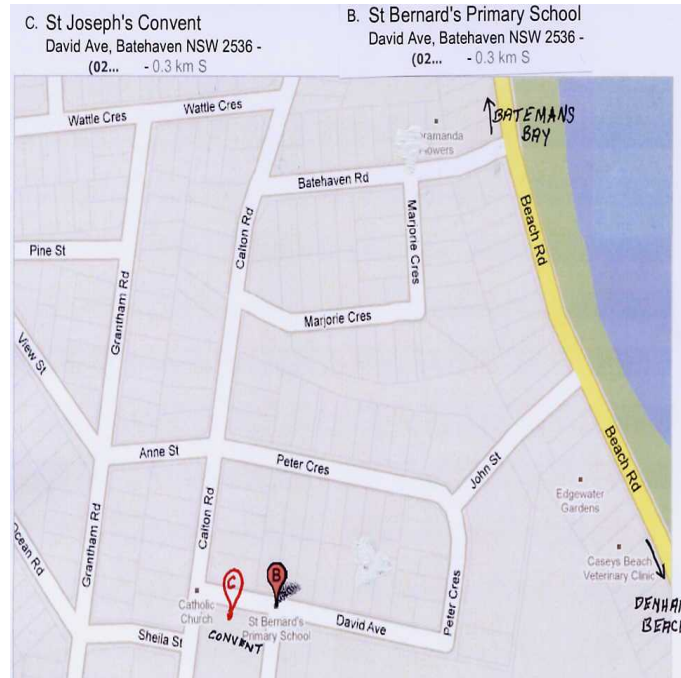 C. St Joseph's Convent
David Ave, Batehaven NSW 2536 -
(02... - 0.3 km S
B. St Bernard's Primary School
David Ave, Batehaven NSW 2536 -
(02... - 0.3 km S
Wattle Cres
Wattle Cres
BATEMANS
BAY
Batehaven Rd
Marjorie Cres
Beach Rd
Calton Rd
Pine St
Grantham Rd
Marjorie Cres
View St
Anne St
Peter Cres
John St
Beach Rd
Edgewater
Gardens
Grantham Rd
Calton Rd
Ocean Rd
Caseys Beach
Veterinary Clinic
C
B
Catholic
Church
St Bernard's
Primary School
David Ave
Peter Cres
Sheila St
CONVENT